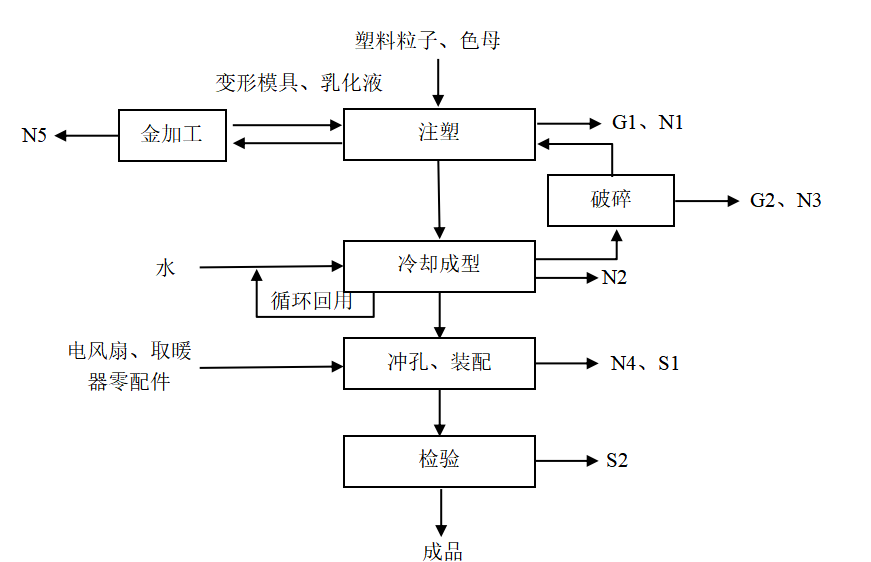 塑料粒子、色母
变形模具、乳化液
N5
金加工
注塑
G1、N1
破碎
G2、N3
水
冷却成型
N2
循环回用
电风扇、取暖
器零配件
冲孔、装配
N4、S1
检验
S2
成品